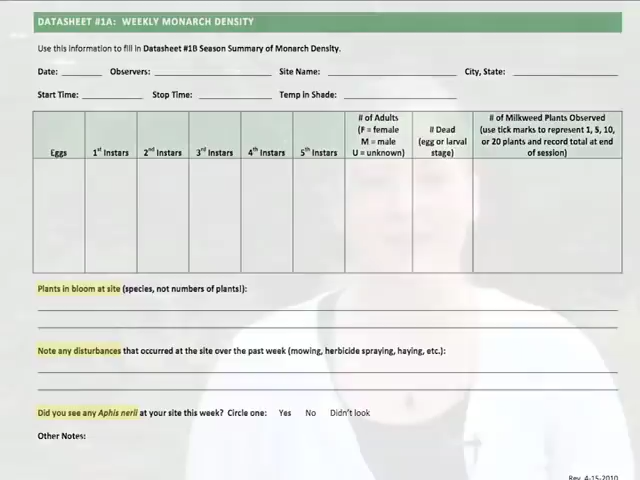 DATASHEET #1A: WEEKLY MONARCH DENSITY
Use this information to fill in Datasheet #1B Season Summary of Monarch Density.
Date: Observers: Site Name: City, State:
Start Time: Stop Time: Temp in Shade:
Eggs
1st Instars
2nd Instars
3rd Instars
4th Instars
5th Instars
# of Adults
(F = female
M = male
U = unknown)
# Dead
(egg or larval
stage)
# of Milkweed Plants Observed
(use tick marks to represent 1, 5, 10,
or 20 plants and record total at end
of session)
Plants in bloom at site (species, not numbers of plants!):
Note any disturbances that occurred at the site over the past week (mowing, herbicide spraying, haying, etc.):
Did you see any Aphis nerii at your site this week? Circle one: Yes No Didn't look
Other Notes:
Rev. 4-15-2010